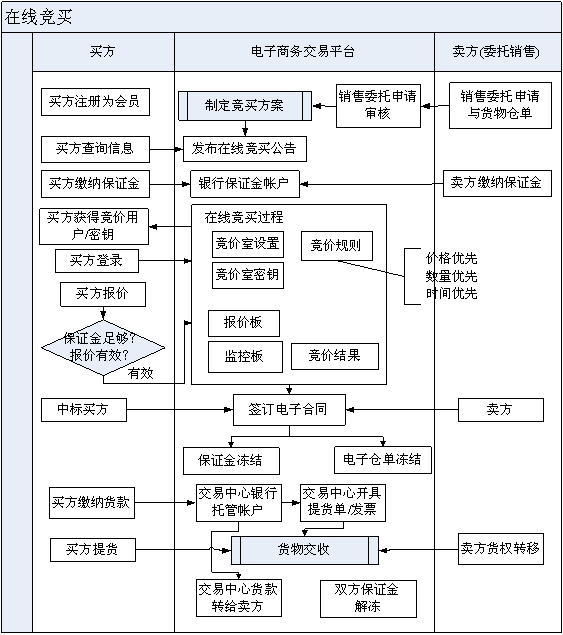 在线竞买
买方
电子商务交易平台
卖方(委托销售)
买方注册为会员
制定竞买方案
销售委托申请
审核
销售委托申请
与货物仓单
买方查询信息
发布在线竞买公告
买方缴纳保证金
银行保证金帐户
卖方缴纳保证金
买方获得竞价用
户/密钥
在线竞买过程
竞价室设置
竞价规则
买方登录
竞价室密钥
价格优先
数量优先
时间优先
买方报价
报价板
保证金足够?
报价有效?
监控板
竞价结果
有效
中标买方
签订电子合同
卖方
保证金冻结
电子仓单冻结
买方缴纳货款
交易中心银行
托管帐户
交易中心开具
提货单/发票
买方提货
货物交收
卖方货权转移
交易中心货款
转给卖方
双方保证金
解冻